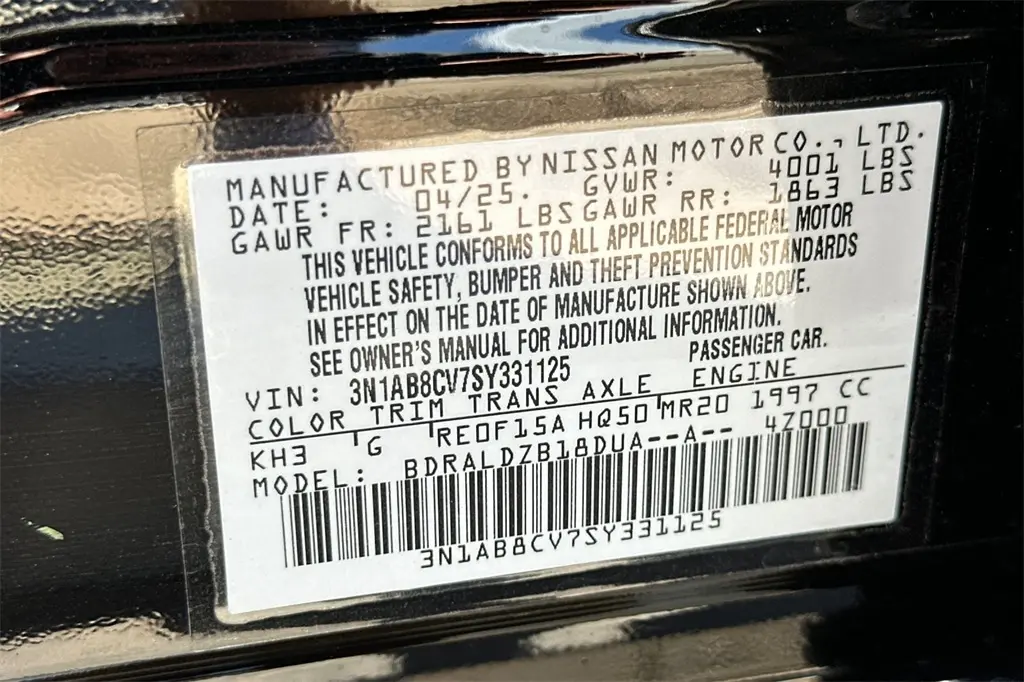 MANUFACTURED BY NISSAN MOTOR CO., LTD.
DATE: 04/25. GVWR: 4001 LBS
GAWR FR: 2161 LBS GAWR RR: 1863 LBS
THIS VEHICLE CONFORMS TO ALL APPLICABLE FEDERAL MOTOR
VEHICLE SAFETY, BUMPER AND THEFT PREVENTION STANDARDS
IN EFFECT ON THE DATE OF MANUFACTURE SHOWN ABOVE.
SEE OWNER'S MANUAL FOR ADDITIONAL INFORMATION.
VIN: 3N1AB8CV7SY331125 PASSENGER CAR.
COLOR TRIM TRANS AXLE ENGINE
KH3 G RE0F15A HQ50 MR20 1997 CC
MODEL: BDRALDZB18DUA--A-- 4Z000
3N1AB8CV7SY331125